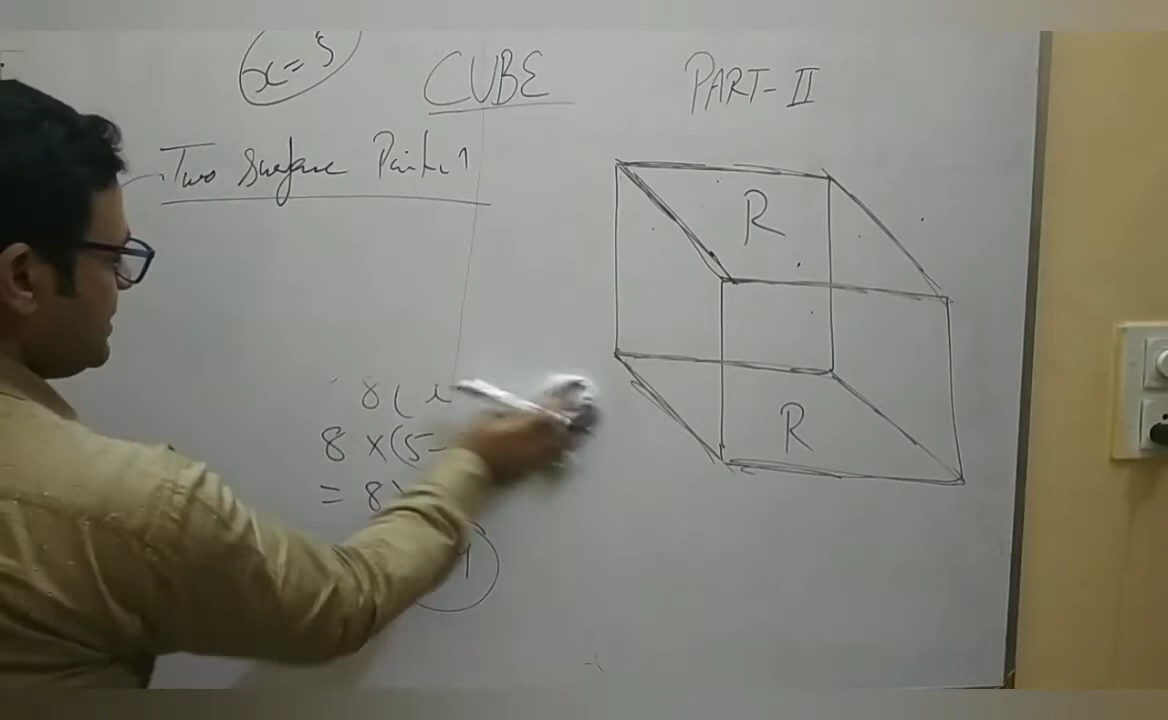 x=5
CUBE
PART-II
Two Surface Painted
R
8(x
8×(5-
= 8×
R